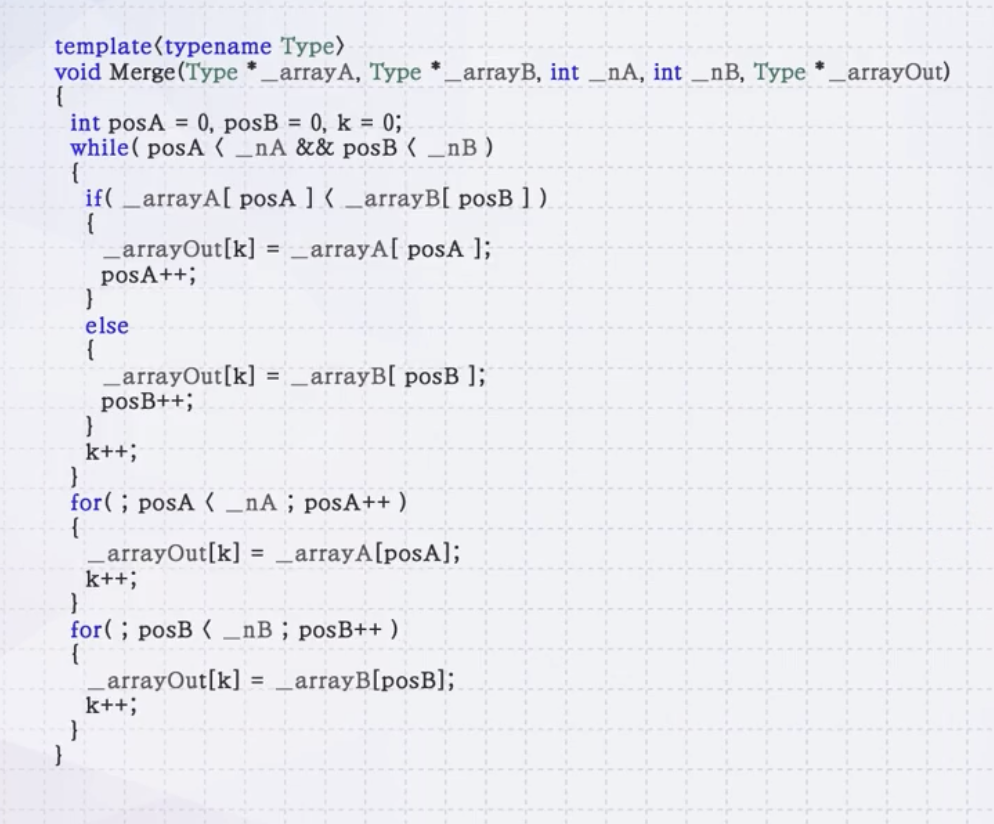 template<typename Type>
void Merge(Type *_arrayA, Type *_arrayB, int _nA, int _nB, Type *_arrayOut)
{
int posA = 0, posB = 0, k = 0;
while( posA < _nA && posB < _nB )
{
if( _arrayA[ posA ] < _arrayB[ posB ] )
{
_arrayOut[k] = _arrayA[ posA ];
posA++;
}
else
{
_arrayOut[k] = _arrayB[ posB ];
posB++;
}
k++;
}
for( ; posA < _nA ; posA++ )
{
_arrayOut[k] = _arrayA[posA];
k++;
}
for( ; posB < _nB ; posB++ )
{
_arrayOut[k] = _arrayB[posB];
k++;
}
}